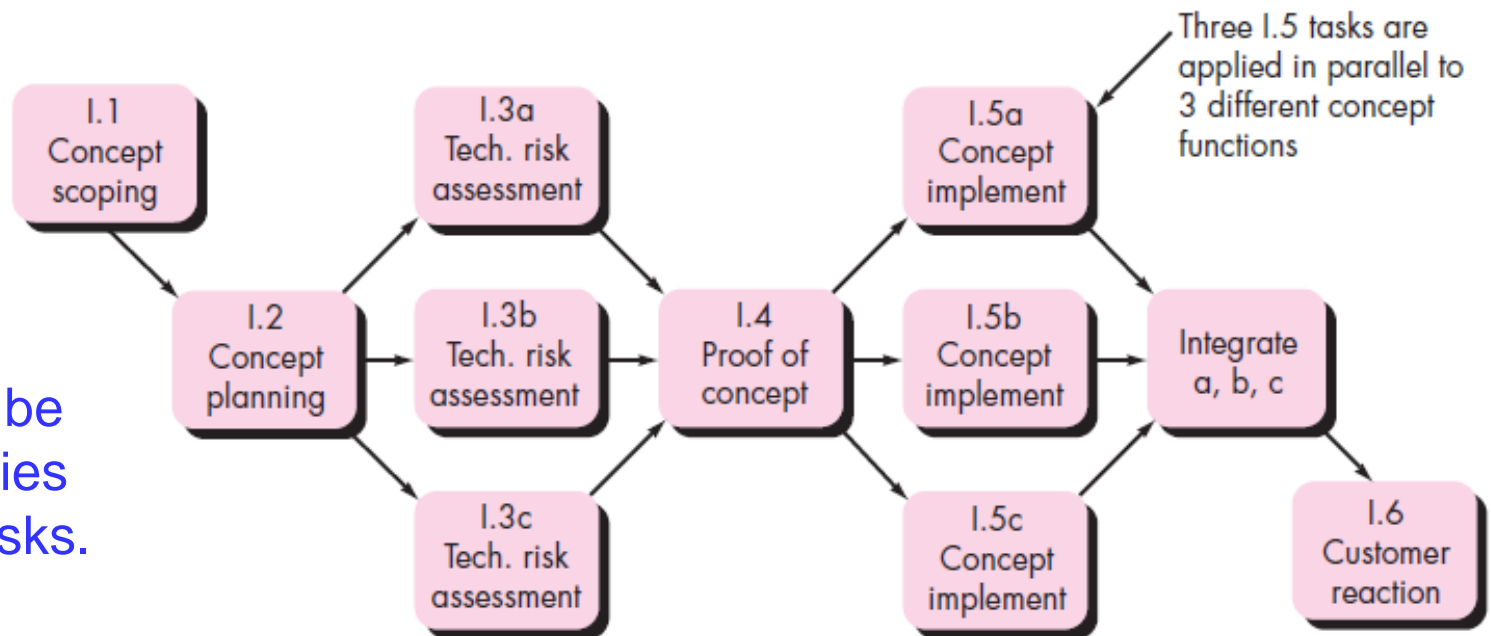 Three I.5 tasks are
applied in parallel to
3 different concept
functions
I.1
Concept
scoping
I.3a
Tech. risk
assessment
I.5a
Concept
implement
I.2
Concept
planning
I.3b
Tech. risk
assessment
I.4
Proof of
concept
I.5b
Concept
implement
Integrate
a, b, c
be
ies
sks.
I.3c
Tech. risk
assessment
I.5c
Concept
implement
I.6
Customer
reaction